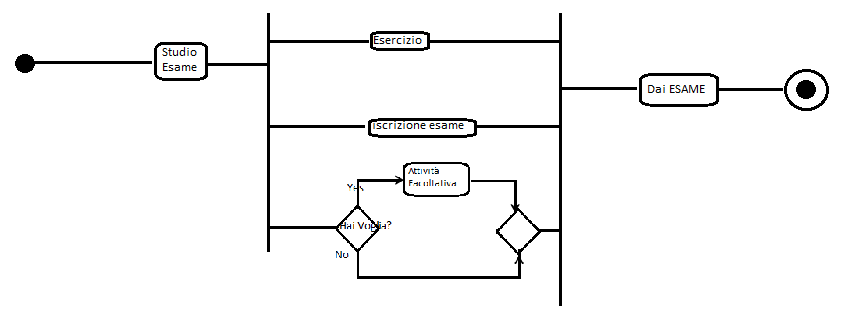 Studio
Esame
Esercizio
iscrizione esame
Attività
Facoltativa
Yes
Hai Voglia?
No
Dai ESAME